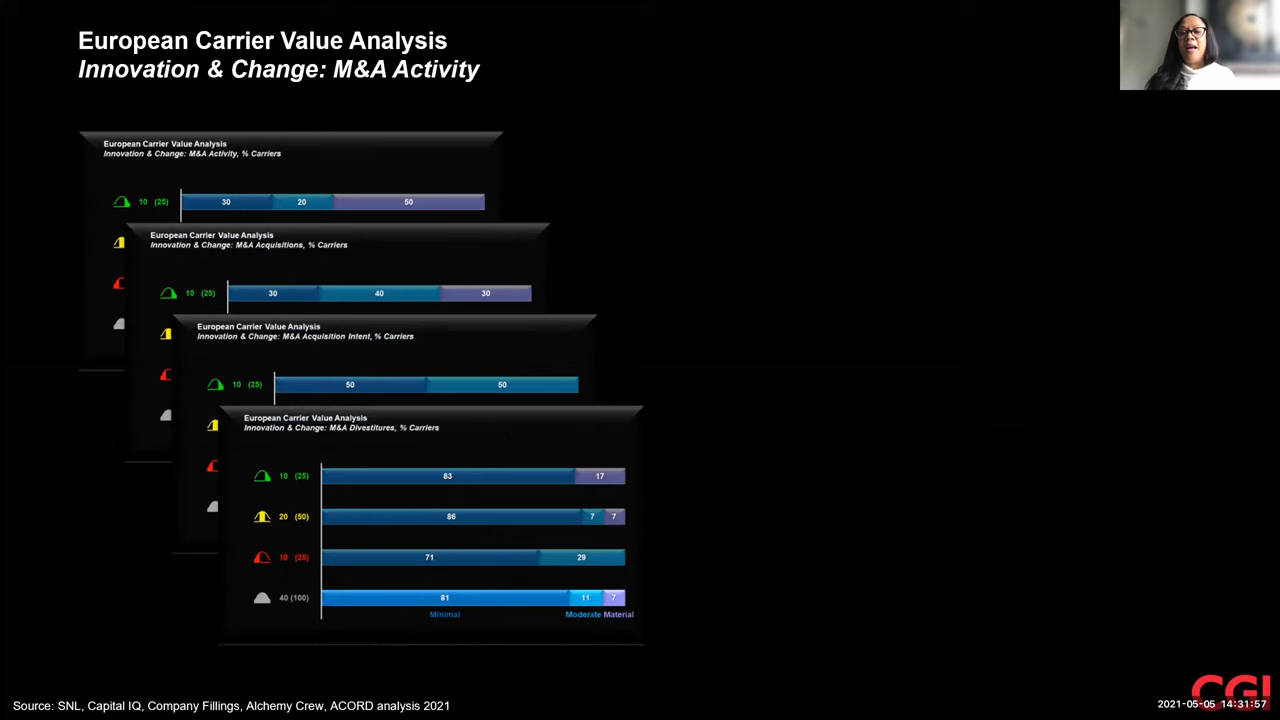 European Carrier Value Analysis
Innovation & Change: M&A Activity
European Carrier Value Analysis
Innovation & Change: M&A Activity, % Carriers
10 (25) 30 20 50
European Carrier Value Analysis
Innovation & Change: M&A Acquisitions, % Carriers
10 (25) 30 40 30
European Carrier Value Analysis
Innovation & Change: M&A Acquisition Intent, % Carriers
10 (25) 50 50
European Carrier Value Analysis
Innovation & Change: M&A Divestitures, % Carriers
10 (25) 83 17
20 (50) 86 7 7
10 (25) 71 29
40 (100) 81 11 7
Minimal Moderate Material
CGI
Source: SNL, Capital IQ, Company Fillings, Alchemy Crew, ACORD analysis 2021
2021-05-05 14:31:57